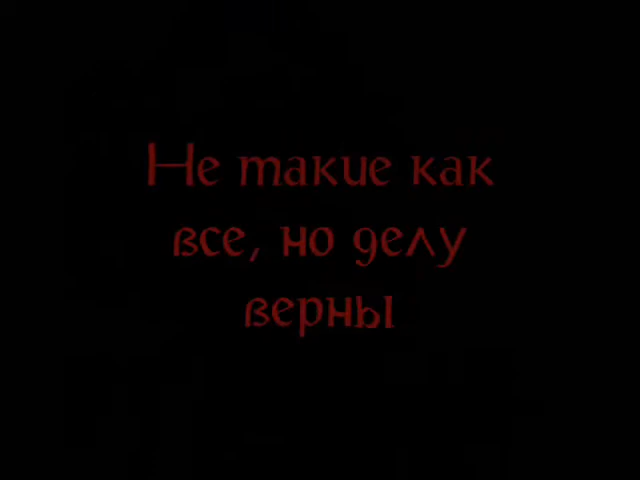 Не такие как
все, но делу
верны